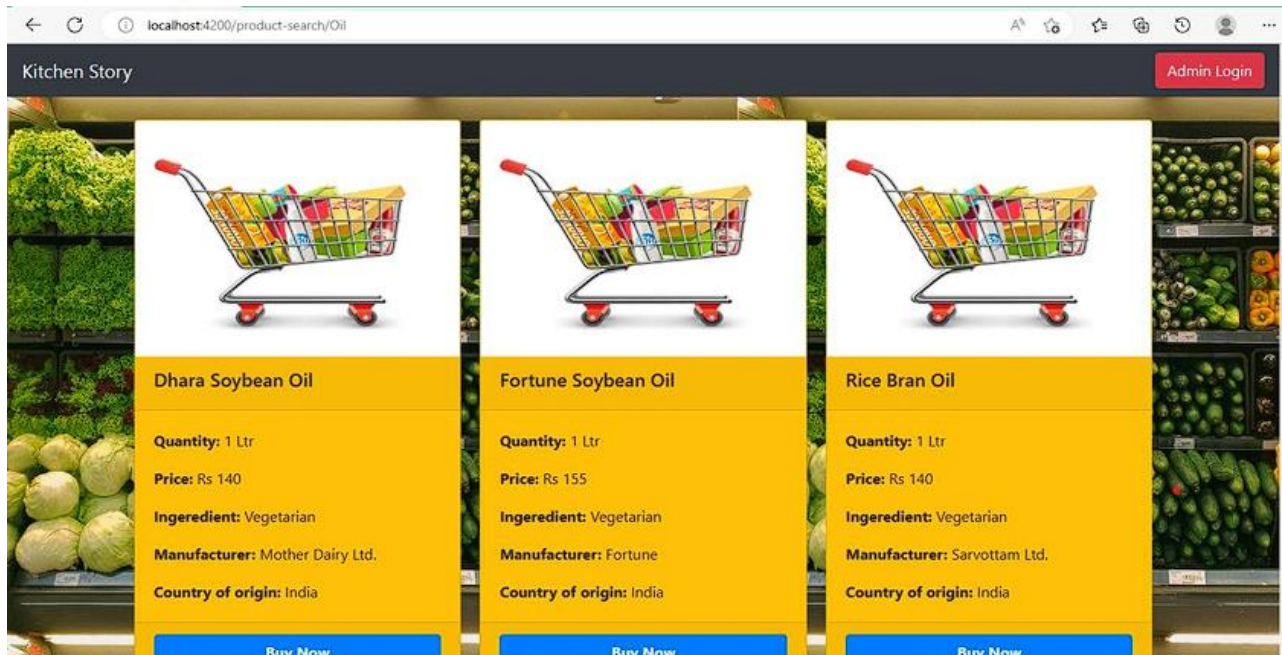 localhost:4200/product-search/Oil
Kitchen Story
Admin Login
Dhara Soybean Oil
Quantity: 1 Ltr
Price: Rs 140
Ingeredient: Vegetarian
Manufacturer: Mother Dairy Ltd.
Country of origin: India
Buy Now
Fortune Soybean Oil
Quantity: 1 Ltr
Price: Rs 155
Ingeredient: Vegetarian
Manufacturer: Fortune
Country of origin: India
Buy Now
Rice Bran Oil
Quantity: 1 Ltr
Price: Rs 140
Ingeredient: Vegetarian
Manufacturer: Sarvottam Ltd.
Country of origin: India
Buy Now